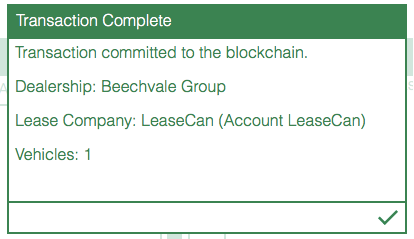 Transaction Complete
Transaction committed to the blockchain.
Dealership: Beechvale Group
Lease Company: LeaseCan (Account LeaseCan)
Vehicles: 1